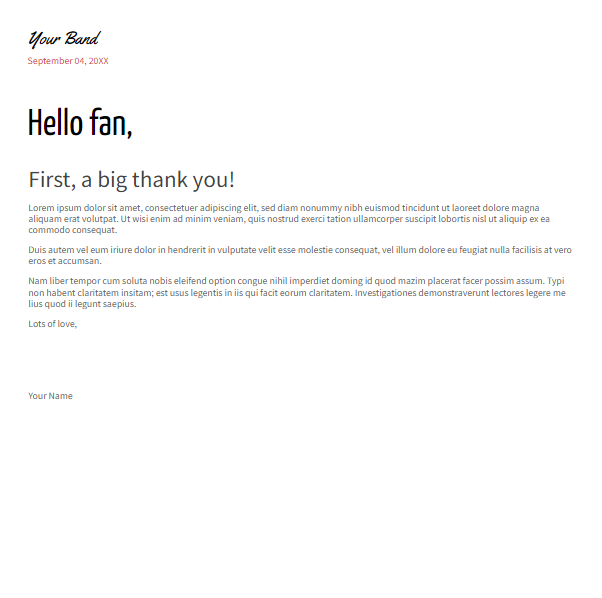 Your Band
September 04, 20XX
Hello fan,
First, a big thank you!
Lorem ipsum dolor sit amet, consectetuer adipiscing elit, sed diam nonummy nibh euismod tincidunt ut laoreet dolore magna
aliquam erat volutpat. Ut wisi enim ad minim veniam, quis nostrud exerci tation ullamcorper suscipit lobortis nisl ut aliquip ex ea
commodo consequat.
Duis autem vel eum iriure dolor in hendrerit in vulputate velit esse molestie consequat, vel illum dolore eu feugiat nulla facilisis at vero
eros et accumsan.
Nam liber tempor cum soluta nobis eleifend option congue nihil imperdiet doming id quod mazim placerat facer possim assum. Typi
non habent claritatem insitam; est usus legentis in iis qui facit eorum claritatem. Investigationes demonstraverunt lectores legere me
lius quod ii legunt saepius.
Lots of love,
Your Name